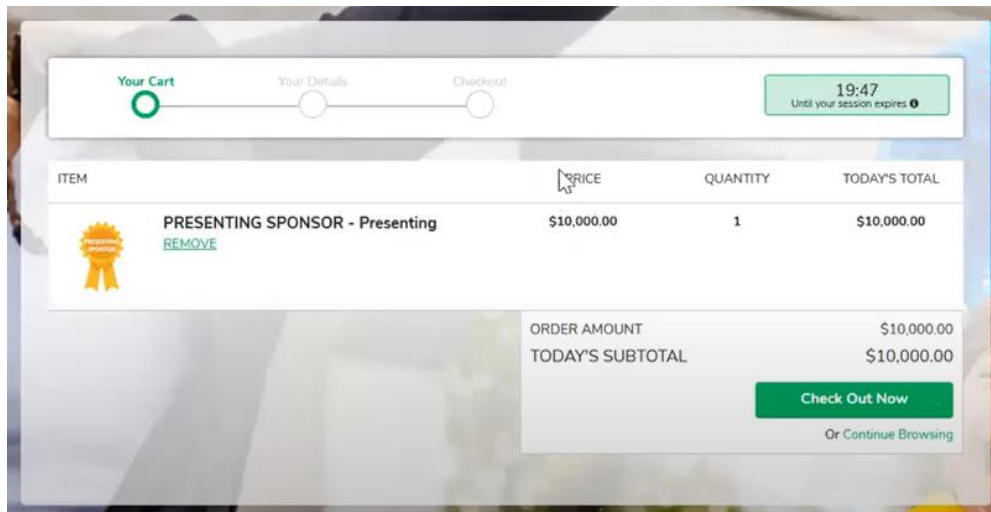 Your Cart
Your Details
Checkout
19:47
Until your session expires
ITEM
PRICE
QUANTITY
TODAY'S TOTAL
PRESENTING SPONSOR
PRESENTING SPONSOR - Presenting
$10,000.00
1
$10,000.00
REMOVE
ORDER AMOUNT
$10,000.00
TODAY'S SUBTOTAL
$10,000.00
Check Out Now
Or Continue Browsing